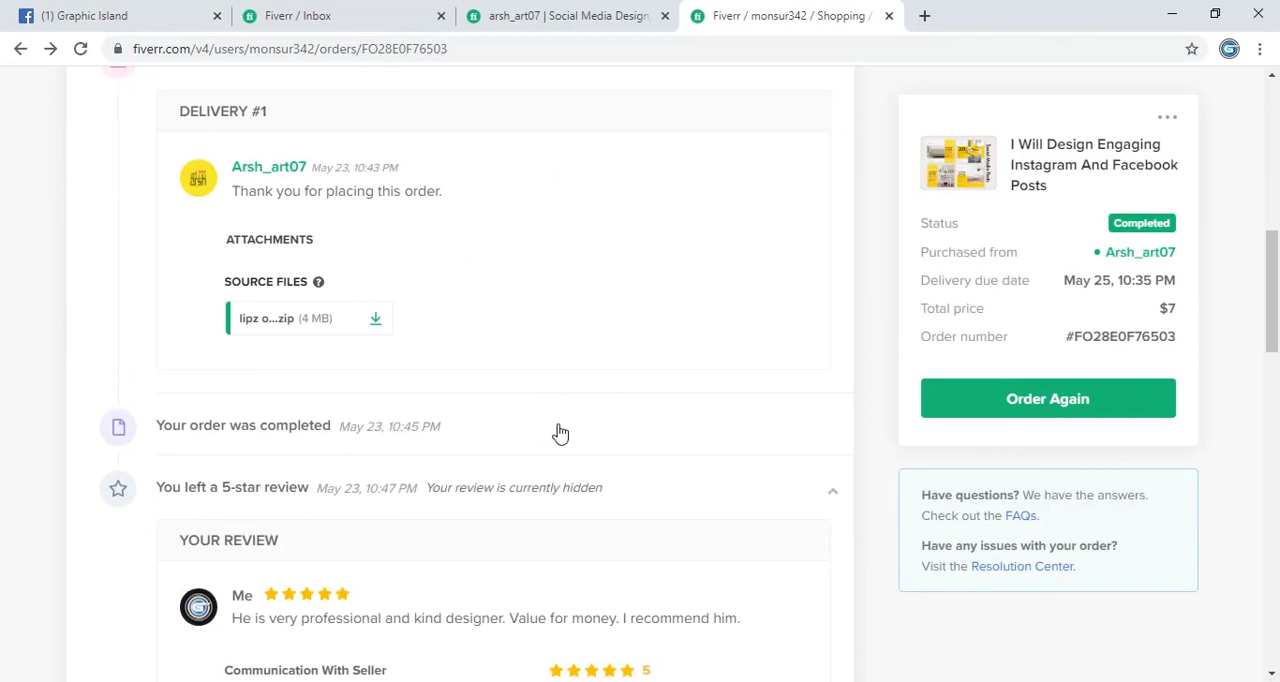 (1) Graphic Island
Fiverr / Inbox
arsh_art07 | Social Media Design,
Fiverr / monsur342 / Shopping /
fiverr.com/v4/users/monsur342/orders/FO28E0F76503
DELIVERY #1
Arsh_art07 May 23, 10:43 PM
Thank you for placing this order.
ATTACHMENTS
SOURCE FILES
lipz o...zip (4 MB)
Your order was completed May 23, 10:45 PM
You left a 5-star review May 23, 10:47 PM Your review is currently hidden
YOUR REVIEW
Me
He is very professional and kind designer. Value for money. I recommend him.
Communication With Seller 5
I Will Design Engaging
Instagram And Facebook
Posts
Status Completed
Purchased from Arsh_art07
Delivery due date May 25, 10:35 PM
Total price $7
Order number #FO28E0F76503
Order Again
Have questions? We have the answers.
Check out the FAQs.
Have any issues with your order?
Visit the Resolution Center.